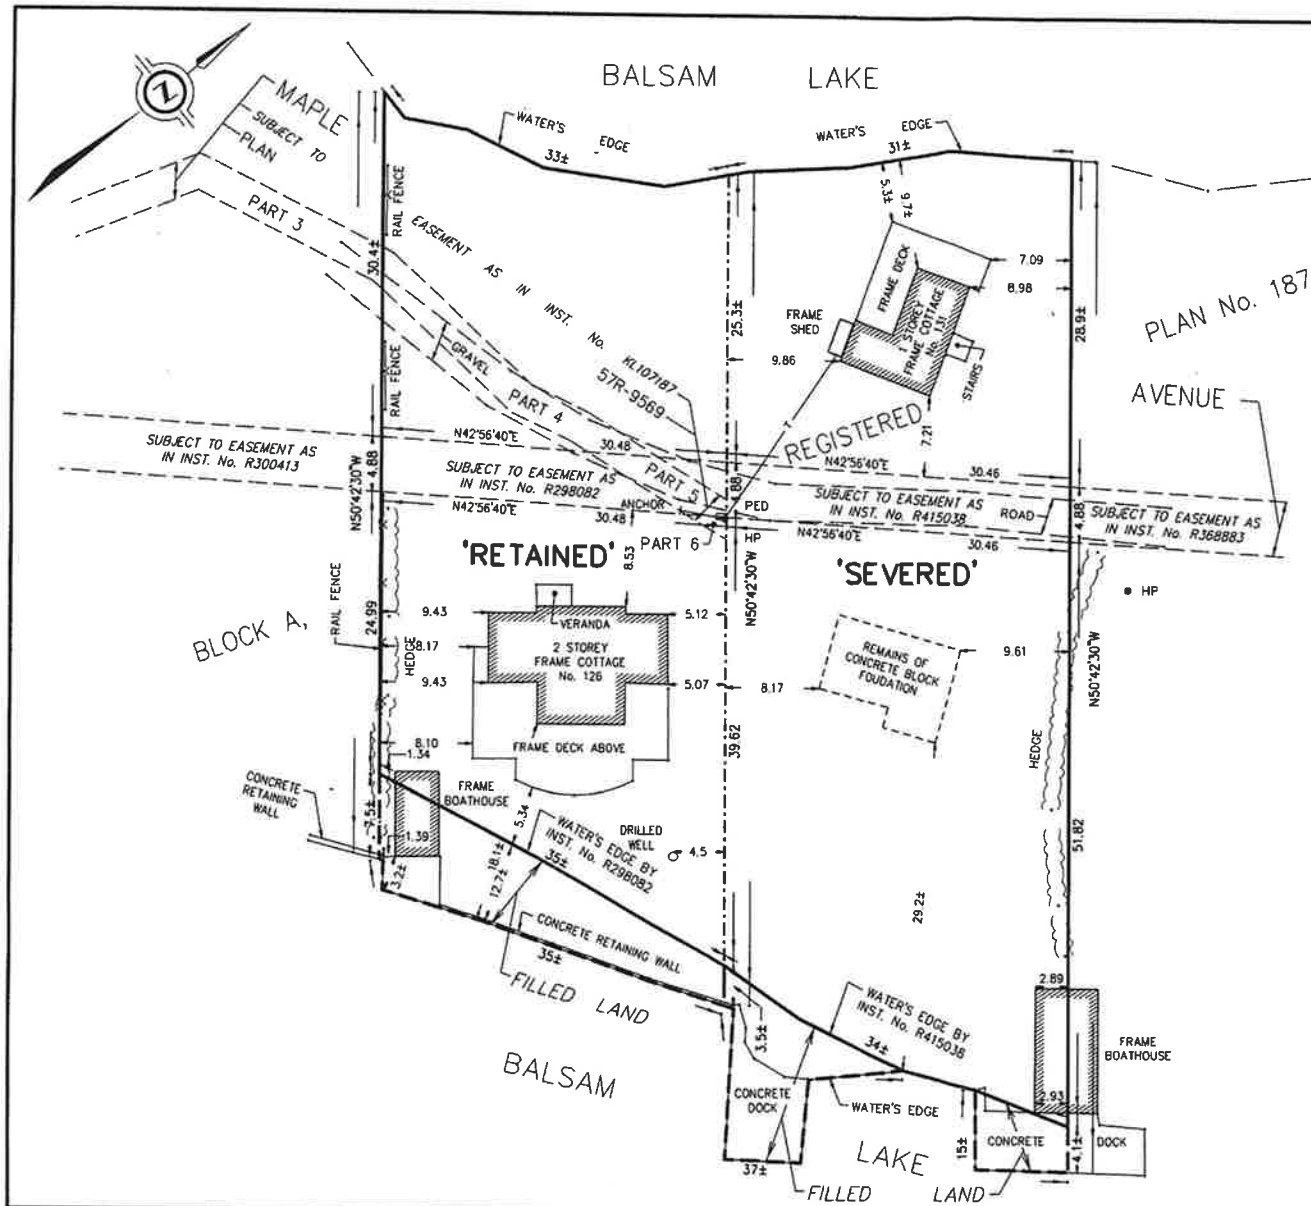 BALSAM LAKE
Z
MAPLE
SUBJECT TO
PLAN
WATER'S EDGE
33±
WATER'S EDGE
31±
5.3±
9.7±
PART 3
RAIL FENCE
30.4±
EASEMENT AS IN INST. No. KL107187
57R-9569
FRAME DECK
7.09
8.98
1 STOREY
FRAME COTTAGE
No. 131
FRAME
SHED
25.3±
28.9±
PLAN No. 187
GRAVEL
9.86
STAIRS
RAIL FENCE
PART 4
AVENUE
REGISTERED
7.21
SUBJECT TO EASEMENT AS
IN INST. No. R300413
N42°56'40"E
30.48
N42°56'40"E
30.46
N50°42'30"W
4.88
SUBJECT TO EASEMENT AS
IN INST. No. R298082
PART 5
.88
PED
SUBJECT TO EASEMENT AS
IN INST. No. R415038
ROAD
4.88
SUBJECT TO EASEMENT AS
IN INST. No. R368883
N42°56'40"E
30.48
ANCHOR
PART 6
HP
N42°56'40"E
30.46
'RETAINED'
8.53
N50°42'30"W
'SEVERED'
HP
BLOCK A,
RAIL FENCE
24.99
9.43
VERANDA
5.12
8.17
HEDGE
2 STOREY
FRAME COTTAGE
No. 126
REMAINS OF
CONCRETE BLOCK
FOUDATION
9.61
N50°42'30"W
9.43
5.07
8.17
8.10
FRAME DECK ABOVE
39.62
HEDGE
1.34
CONCRETE
RETAINING
WALL
FRAME
BOATHOUSE
7.5±
5.34
WATER'S EDGE BY
INST. No. R298082
DRILLED
WELL
4.5
51.82
1.39
3.2±
18.1±
12.7±
35±
29.2±
CONCRETE RETAINING WALL
35±
FILLED LAND
2.89
WATER'S EDGE BY
INST. No. R415038
3.5±
34±
FRAME
BOATHOUSE
BALSAM
CONCRETE
DOCK
WATER'S EDGE
2.93
15±
CONCRETE DOCK
4.1±
37±
LAKE
FILLED LAND